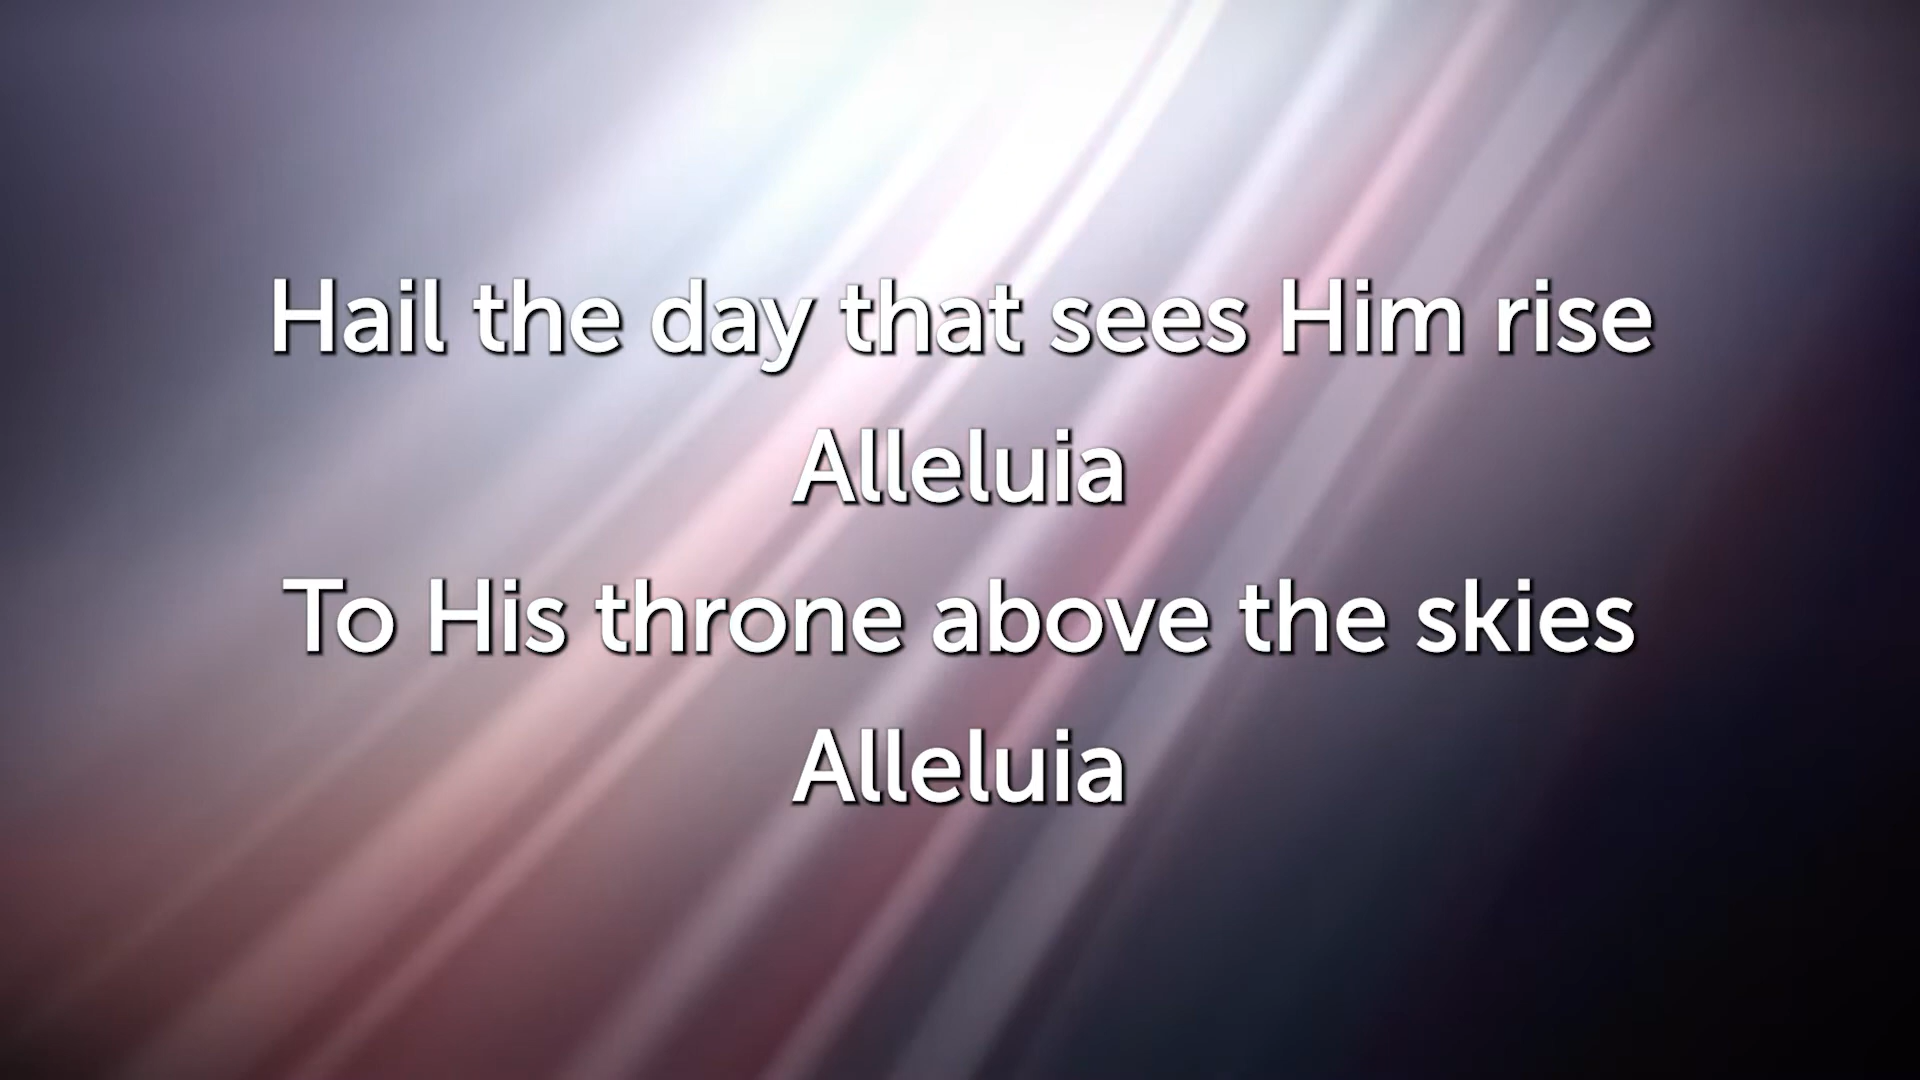 Hail the day that sees Him rise
Alleluia
To His throne above the skies
Alleluia